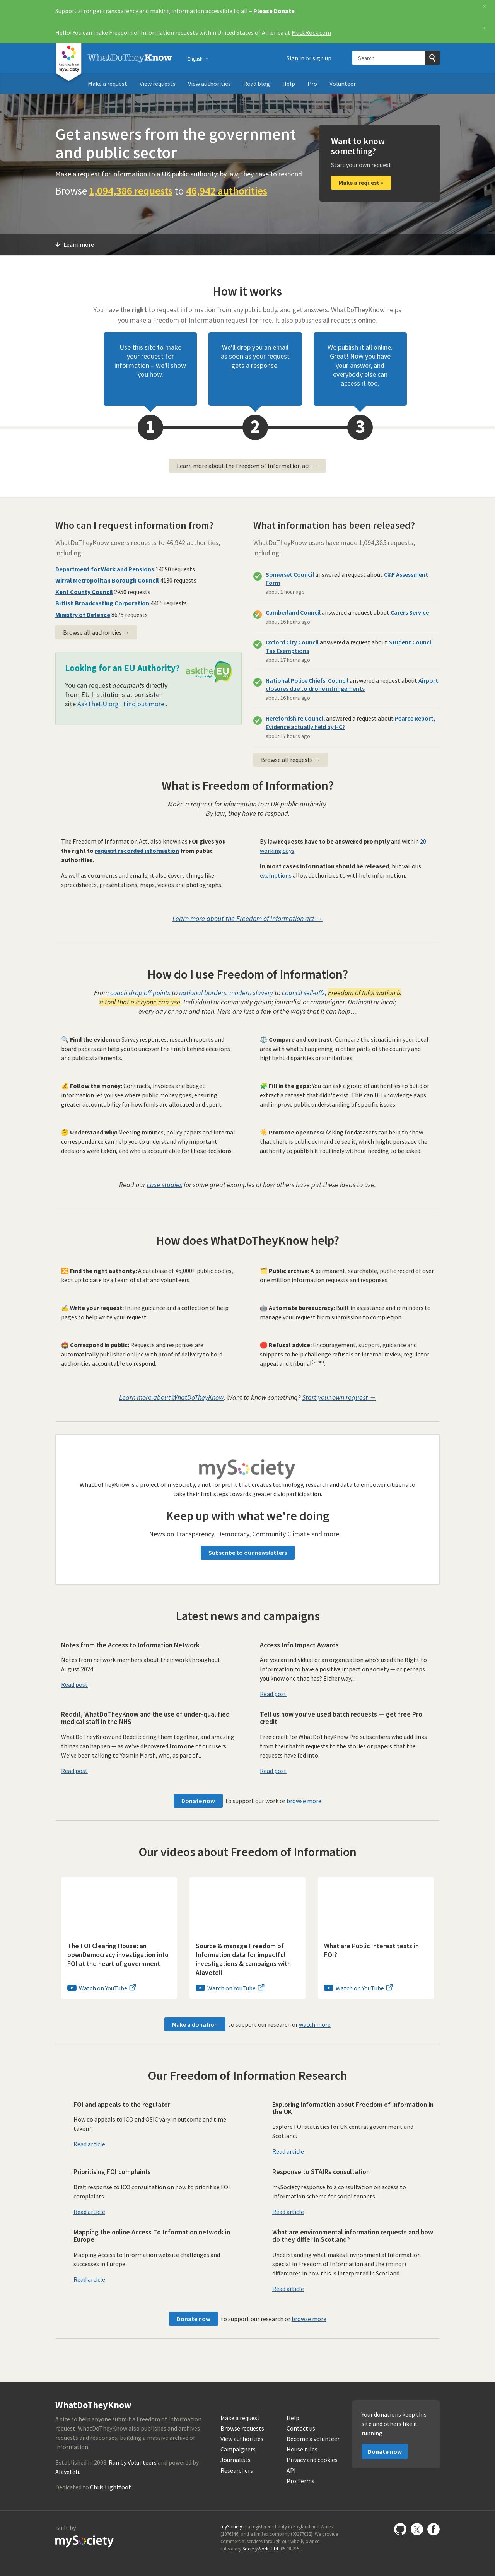 Support stronger transparency and making information accessible to all – Please Donate
×
Hello! You can make Freedom of Information requests within United States of America at MuckRock.com
×
WhatDoTheyKnow
English
Sign in or sign up
Search
Make a request
View requests
View authorities
Read blog
Help
Pro
Volunteer
Get answers from the government
and public sector
Make a request for information to a UK public authority: by law, they have to respond
Browse 1,094,386 requests to 46,942 authorities
Want to know
something?
Start your own request
Make a request »
Learn more
How it works
You have the right to request information from any public body, and get answers. WhatDoTheyKnow helps
you make a Freedom of Information request for free. It also publishes all requests online.
Use this site to make
your request for
information – we'll show
you how.
We'll drop you an email
as soon as your request
gets a response.
We publish it all online.
Great! Now you have
your answer, and
everybody else can
access it too.
1
2
3
Learn more about the Freedom of Information act →
Who can I request information from?
WhatDoTheyKnow covers requests to 46,942 authorities,
including:
Department for Work and Pensions 14090 requests
Wirral Metropolitan Borough Council 4130 requests
Kent County Council 2950 requests
British Broadcasting Corporation 4465 requests
Ministry of Defence 8675 requests
Browse all authorities →
Looking for an EU Authority?
asktheEU
You can request documents directly
from EU Institutions at our sister
site AskTheEU.org . Find out more .
What information has been released?
WhatDoTheyKnow users have made 1,094,385 requests,
including:
Somerset Council answered a request about C&F Assessment
Form
about 1 hour ago
Cumberland Council answered a request about Carers Service
about 16 hours ago
Oxford City Council answered a request about Student Council
Tax Exemptions
about 17 hours ago
National Police Chiefs' Council answered a request about Airport
closures due to drone infringements
about 16 hours ago
Herefordshire Council answered a request about Pearce Report,
Evidence actually held by HC?
about 17 hours ago
Browse all requests →
What is Freedom of Information?
Make a request for information to a UK public authority.
By law, they have to respond.
The Freedom of Information Act, also known as FOI gives you
the right to request recorded information from public
authorities.
As well as documents and emails, it also covers things like
spreadsheets, presentations, maps, videos and photographs.
By law requests have to be answered promptly and within 20
working days.
In most cases information should be released, but various
exemptions allow authorities to withhold information.
Learn more about the Freedom of Information act →
How do I use Freedom of Information?
From coach drop off points to national borders; modern slavery to council sell-offs, Freedom of Information is
a tool that everyone can use. Individual or community group; journalist or campaigner. National or local;
every day or now and then. Here are just a few of the ways that it can help…
🔍 Find the evidence: Survey responses, research reports and
board papers can help you to uncover the truth behind decisions
and public statements.
⚖️ Compare and contrast: Compare the situation in your local
area with what's happening in other parts of the country and
highlight disparities or similarities.
💰 Follow the money: Contracts, invoices and budget
information let you see where public money goes, ensuring
greater accountability for how funds are allocated and spent.
🧩 Fill in the gaps: You can ask a group of authorities to build or
extract a dataset that didn't exist. This can fill knowledge gaps
and improve public understanding of specific issues.
🤔 Understand why: Meeting minutes, policy papers and internal
correspondence can help you to understand why important
decisions were taken, and who is accountable for those decisions.
☀️ Promote openness: Asking for datasets can help to show
that there is public demand to see it, which might persuade the
authority to publish it routinely without needing to be asked.
Read our case studies for some great examples of how others have put these ideas to use.
How does WhatDoTheyKnow help?
🔀 Find the right authority: A database of 46,000+ public bodies,
kept up to date by a team of staff and volunteers.
🗂️ Public archive: A permanent, searchable, public record of over
one million information requests and responses.
✍️ Write your request: Inline guidance and a collection of help
pages to help write your request.
🤖 Automate bureaucracy: Built in assistance and reminders to
manage your request from submission to completion.
Correspond in public: Requests and responses are
automatically published online with proof of delivery to hold
authorities accountable to respond.
🛑 Refusal advice: Encouragement, support, guidance and
snippets to help challenge refusals at internal review, regulator
appeal and tribunal(soon).
Learn more about WhatDoTheyKnow. Want to know something? Start your own request →
mySociety
WhatDoTheyKnow is a project of mySociety, a not for profit that creates technology, research and data to empower citizens to
take their first steps towards greater civic participation.
Keep up with what we're doing
News on Transparency, Democracy, Community Climate and more…
Subscribe to our newsletters
Latest news and campaigns
Notes from the Access to Information Network
Notes from network members about their work throughout
August 2024
Read post
Access Info Impact Awards
Are you an individual or an organisation who's used the Right to
Information to have a positive impact on society — or perhaps
you know one that has? Either way,...
Read post
Reddit, WhatDoTheyKnow and the use of under-qualified
medical staff in the NHS
WhatDoTheyKnow and Reddit: bring them together, and amazing
things can happen — as we've discovered from one of our users.
We've been talking to Yasmin Marsh, who, as part of...
Read post
Tell us how you've used batch requests — get free Pro
credit
Free credit for WhatDoTheyKnow Pro subscribers who add links
from their batch requests to the stories or papers that the
requests have fed into.
Read post
Donate now to support our work or browse more
Our videos about Freedom of Information
The FOI Clearing House: an
openDemocracy investigation into
FOI at the heart of government
Watch on YouTube
Source & manage Freedom of
Information data for impactful
investigations & campaigns with
Alaveteli
Watch on YouTube
What are Public Interest tests in
FOI?
Watch on YouTube
Make a donation to support our research or watch more
Our Freedom of Information Research
FOI and appeals to the regulator
How do appeals to ICO and OSIC vary in outcome and time
taken?
Read article
Exploring information about Freedom of Information in
the UK
Explore FOI statistics for UK central government and
Scotland.
Read article
Prioritising FOI complaints
Draft response to ICO consultation on how to prioritise FOI
complaints
Read article
Response to STAIRs consultation
mySociety response to a consultation on access to
information scheme for social tenants
Read article
Mapping the online Access To Information network in
Europe
Mapping Access to Information website challenges and
successes in Europe
Read article
What are environmental information requests and how
do they differ in Scotland?
Understanding what makes Environmental Information
special in Freedom of Information and the (minor)
differences in how this is interpreted in Scotland.
Read article
Donate now to support our research or browse more
WhatDoTheyKnow
A site to help anyone submit a Freedom of Information
request. WhatDoTheyKnow also publishes and archives
requests and responses, building a massive archive of
information.
Established in 2008. Run by Volunteers and powered by
Alaveteli.
Dedicated to Chris Lightfoot.
Make a request
Browse requests
View authorities
Campaigners
Journalists
Researchers
Help
Contact us
Become a volunteer
House rules
Privacy and cookies
API
Pro Terms
Your donations keep this
site and others like it
running
Donate now
Built by
mySociety
mySociety is a registered charity in England and Wales
(1076346) and a limited company (03277032). We provide
commercial services through our wholly owned
subsidiary SocietyWorks Ltd (05798215).